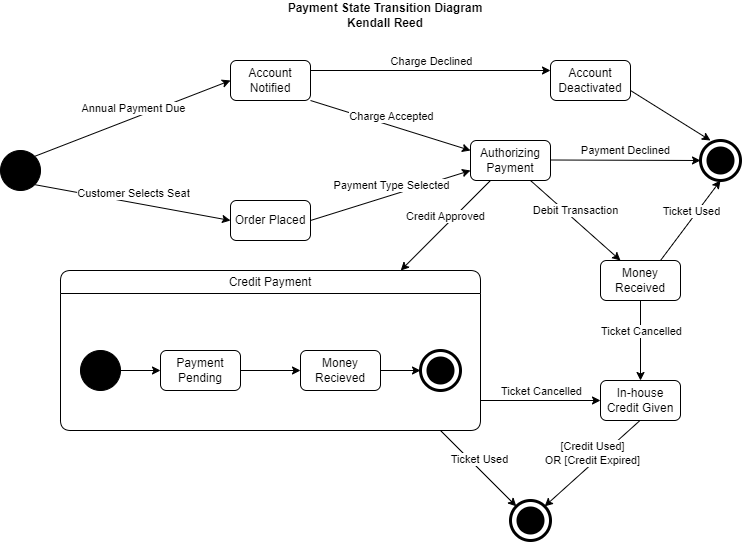 Payment State Transition Diagram
Kendall Reed
Charge Declined
Account
Notified
Account
Deactivated
Annual Payment Due
Charge Accepted
Authorizing
Payment
Payment Declined
Customer Selects Seat
Payment Type Selected
Order Placed
Credit Approved
Debit Transaction
Ticket Used
Credit Payment
Money
Received
Ticket Cancelled
Payment
Pending
Money
Recieved
Ticket Cancelled
In-house
Credit Given
[Credit Used]
OR [Credit Expired]
Ticket Used